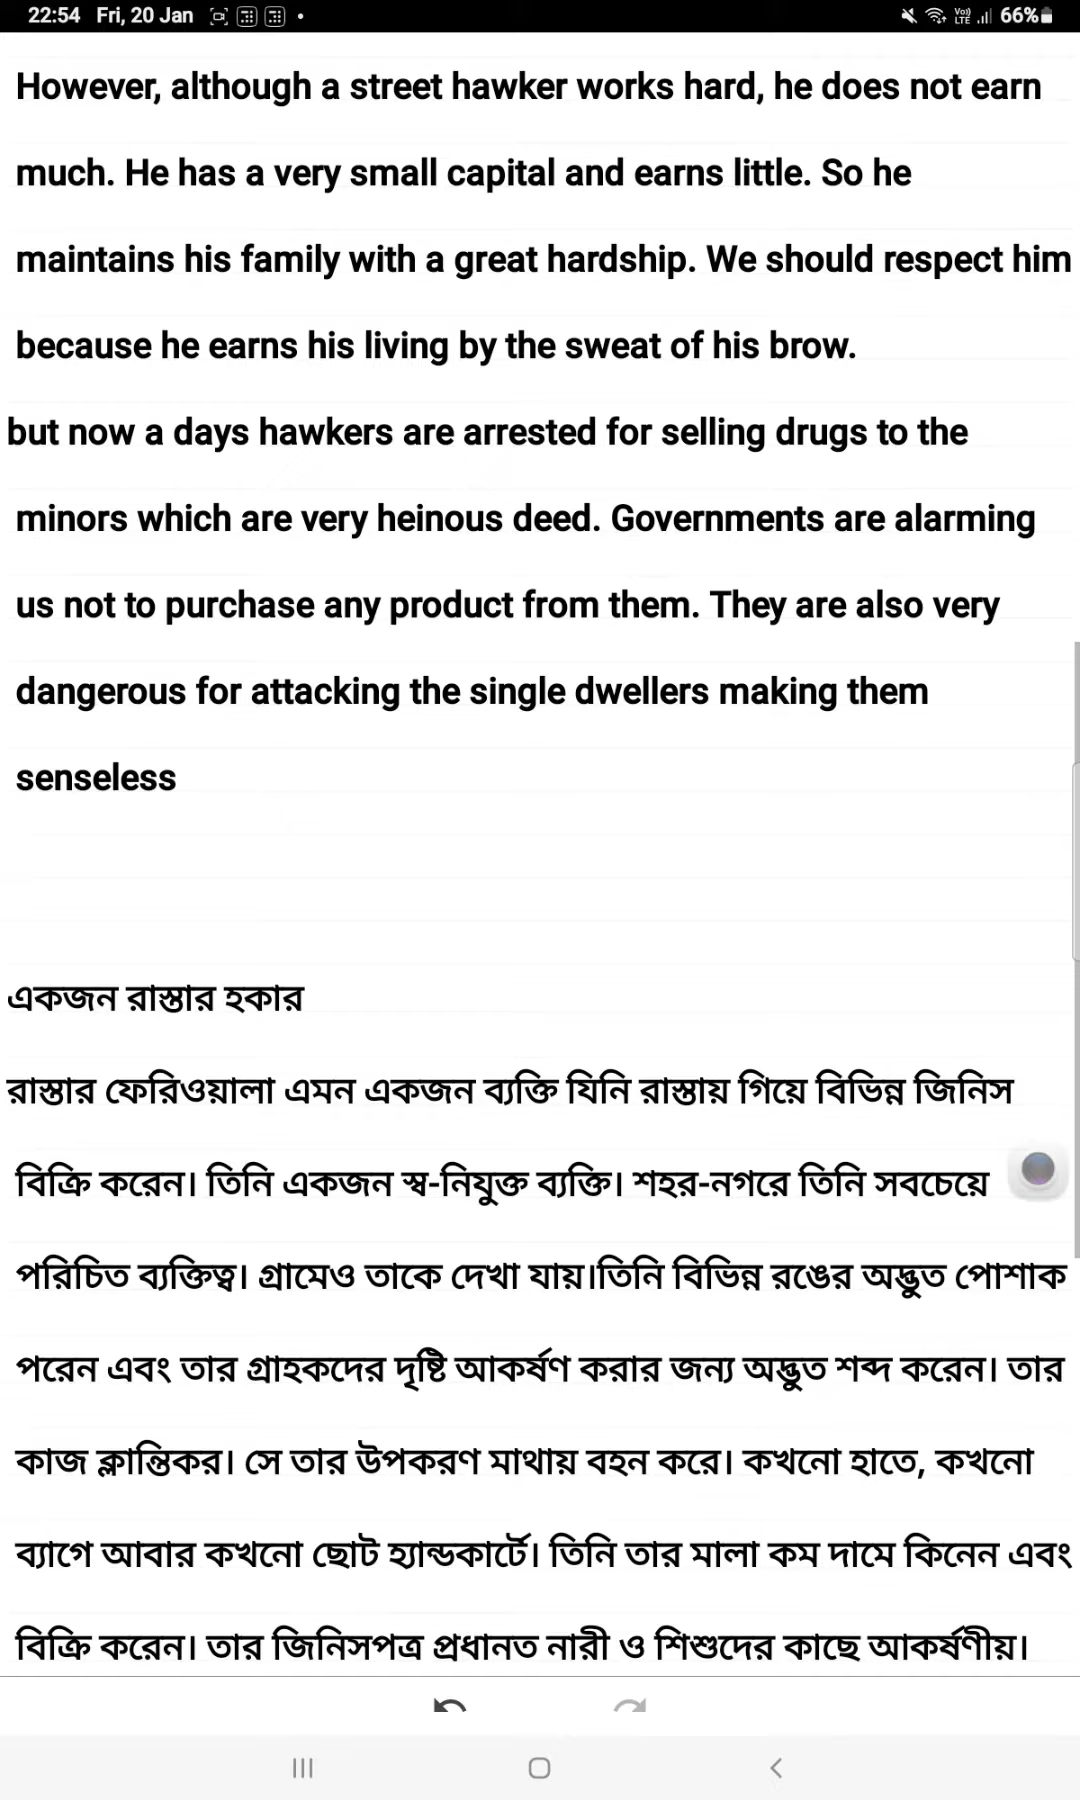 22:54 Fri, 20 Jan
Vo)) LTE 66%
However, although a street hawker works hard, he does not earn
much. He has a very small capital and earns little. So he
maintains his family with a great hardship. We should respect him
because he earns his living by the sweat of his brow.
but now a days hawkers are arrested for selling drugs to the
minors which are very heinous deed. Governments are alarming
us not to purchase any product from them. They are also very
dangerous for attacking the single dwellers making them
senseless
একজন রাস্তার হকার
রাস্তার ফেরিওয়ালা এমন একজন ব্যক্তি যিনি রাস্তায় গিয়ে বিভিন্ন জিনিস
বিক্রি করেন। তিনি একজন স্ব-নিযুক্ত ব্যক্তি। শহর-নগরে তিনি সবচেয়ে
পরিচিত ব্যক্তিত্ব। গ্রামেও তাকে দেখা যায়।তিনি বিভিন্ন রঙের অদ্ভুত পোশাক
পরেন এবং তার গ্রাহকদের দৃষ্টি আকর্ষণ করার জন্য অদ্ভুত শব্দ করেন। তার
কাজ ক্লান্তিকর। সে তার উপকরণ মাথায় বহন করে। কখনো হাতে, কখনো
ব্যাগে আবার কখনো ছোট হ্যান্ডকার্টে। তিনি তার মালা কম দামে কিনেন এবং
বিক্রি করেন। তার জিনিসপত্র প্রধানত নারী ও শিশুদের কাছে আকর্ষণীয়।